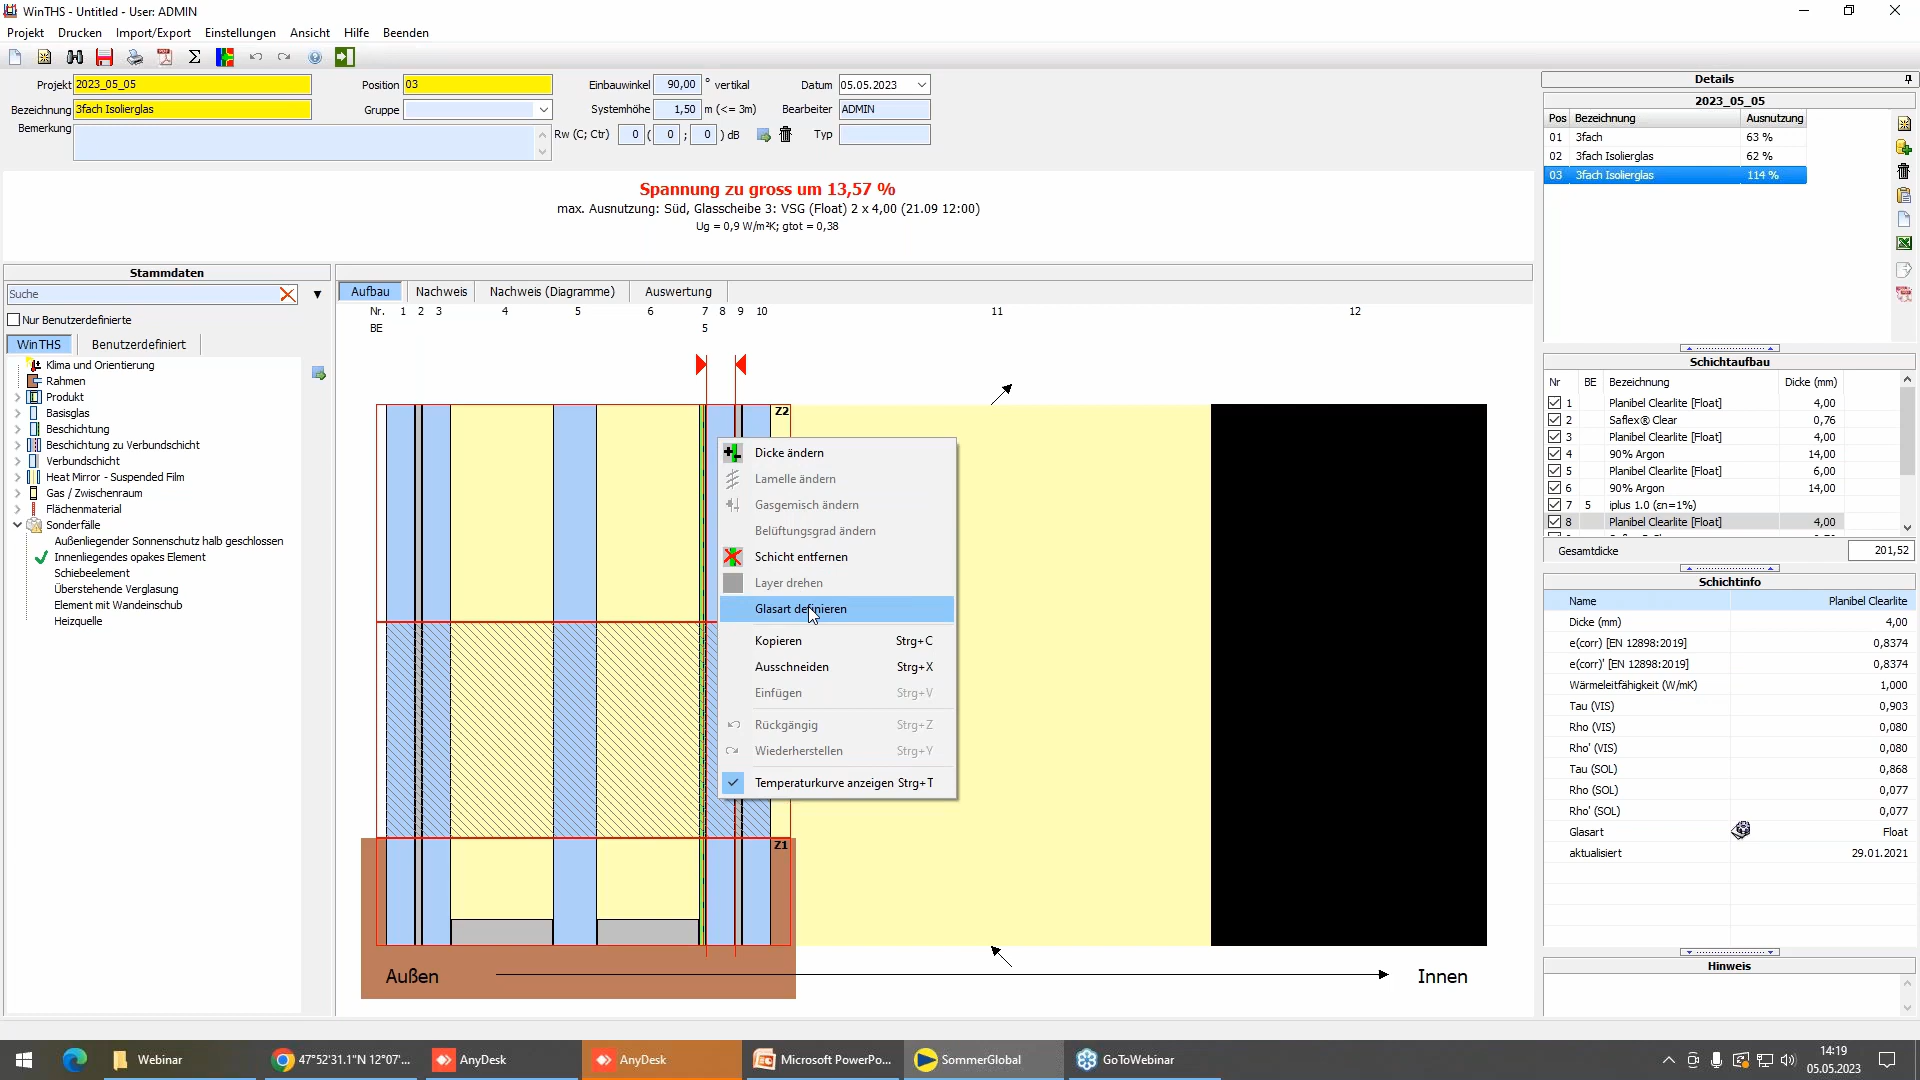 WinTHS - Untitled - User: ADMIN
Projekt Drucken Import/Export Einstellungen Ansicht Hilfe Beenden
Projekt 2023_05_05 Position 03 Einbauwinkel 90,00 ° vertikal Datum 05.05.2023
Bezeichnung 3fach Isolierglas Gruppe Systemhöhe 1,50 m (<= 3m) Bearbeiter ADMIN
Bemerkung Rw (C; Ctr) 0 ( 0 ; 0 ) dB Typ
Spannung zu gross um 13,57 %
max. Ausnutzung: Süd, Glasscheibe 3: VSG (Float) 2 x 4,00 (21.09 12:00)
Ug = 0,9 W/m²K; gtot = 0,38
Stammdaten
Suche
Nur Benutzerdefinierte
WinTHS Benutzerdefiniert
Klima und Orientierung
Rahmen
Produkt
Basisglas
Beschichtung
Beschichtung zu Verbundschicht
Verbundschicht
Heat Mirror - Suspended Film
Gas / Zwischenraum
Flächenmaterial
Sonderfälle
Außenliegender Sonnenschutz halb geschlossen
Innenliegendes opakes Element
Schiebeelement
Überstehende Verglasung
Element mit Wandeinschub
Heizquelle
Aufbau Nachweis Nachweis (Diagramme) Auswertung
Nr. 1 2 3 4 5 6 7 8 9 10 11 12
BE 5
Z2
Z1
Dicke ändern
Lamelle ändern
Gasgemisch ändern
Belüftungsgrad ändern
Schicht entfernen
Layer drehen
Glasart definieren
Kopieren Strg+C
Ausschneiden Strg+X
Einfügen Strg+V
Rückgängig Strg+Z
Wiederherstellen Strg+Y
Temperaturkurve anzeigen Strg+T
Außen Innen
Details
2023_05_05
Pos Bezeichnung Ausnutzung
01 3fach 63 %
02 3fach Isolierglas 62 %
03 3fach Isolierglas 114 %
Schichtaufbau
Nr BE Bezeichnung Dicke (mm)
1 Planibel Clearlite [Float] 4,00
2 Saflex® Clear 0,76
3 Planibel Clearlite [Float] 4,00
4 90% Argon 14,00
5 Planibel Clearlite [Float] 6,00
6 90% Argon 14,00
7 5 iplus 1.0 (εn=1%)
8 Planibel Clearlite [Float] 4,00
Gesamtdicke 201,52
Schichtinfo
Name Planibel Clearlite
Dicke (mm) 4,00
e(corr) [EN 12898:2019] 0,8374
e(corr)' [EN 12898:2019] 0,8374
Wärmeleitfähigkeit (W/mK) 1,000
Tau (VIS) 0,903
Rho (VIS) 0,080
Rho' (VIS) 0,080
Tau (SOL) 0,868
Rho (SOL) 0,077
Rho' (SOL) 0,077
Glasart Float
aktualisiert 29.01.2021
Hinweis
Webinar 47°52'31.1"N 12°07'... AnyDesk AnyDesk Microsoft PowerPo... SommerGlobal GoToWebinar
14:19
05.05.2023